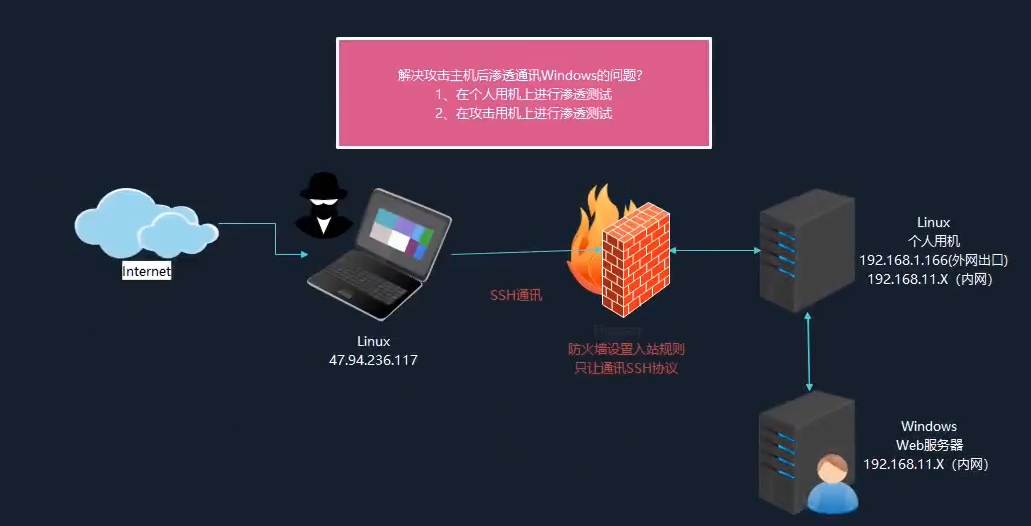 解决攻击主机后渗透通讯Windows的问题?
1、在个人用机上进行渗透测试
2、在攻击用机上进行渗透测试
Internet
Linux
47.94.236.117
SSH通讯
防火墙设置入站规则
只让通讯SSH协议
Linux
个人用机
192.168.1.166(外网出口)
192.168.11.X（内网）
Windows
Web服务器
192.168.11.X（内网）